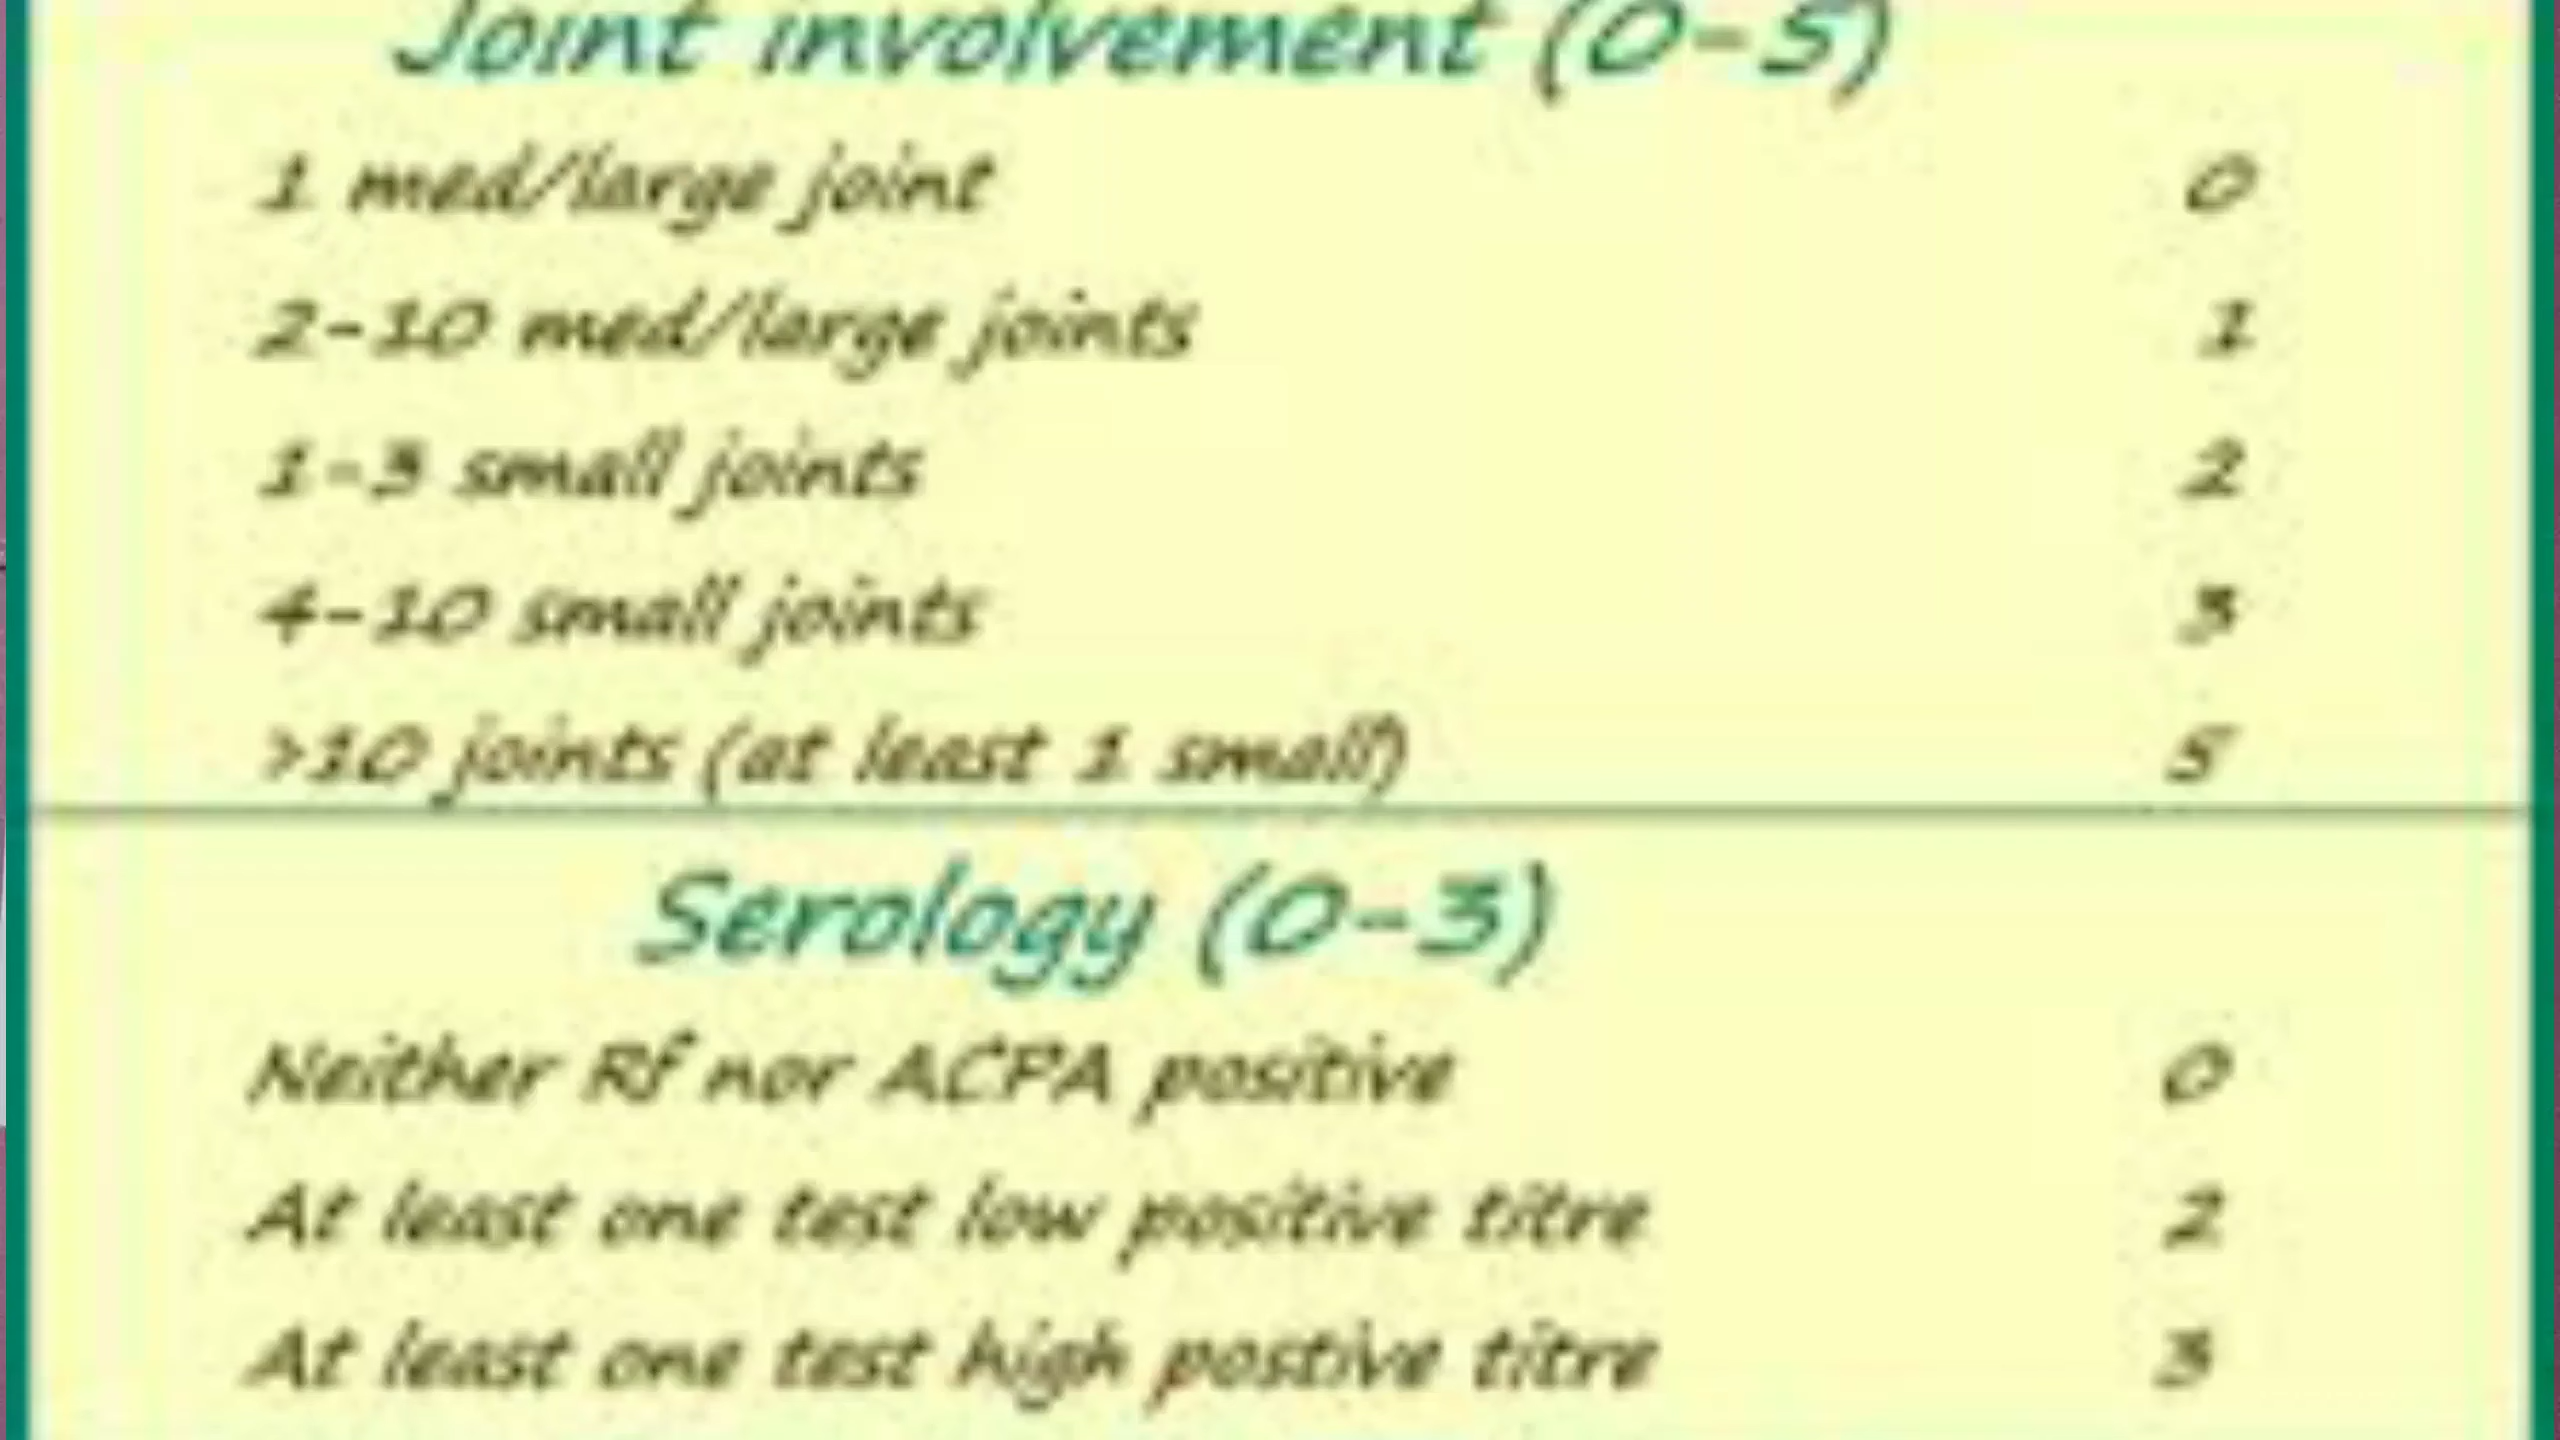 Joint involvement (0-5)
1 med/large joint 0
2-10 med/large joints 1
1-3 small joints 2
4-10 small joints 3
>10 joints (at least 1 small) 5
Serology (0-3)
Neither Rf nor ACPA positive 0
At least one test low positive titre 2
At least one test high postive titre 3